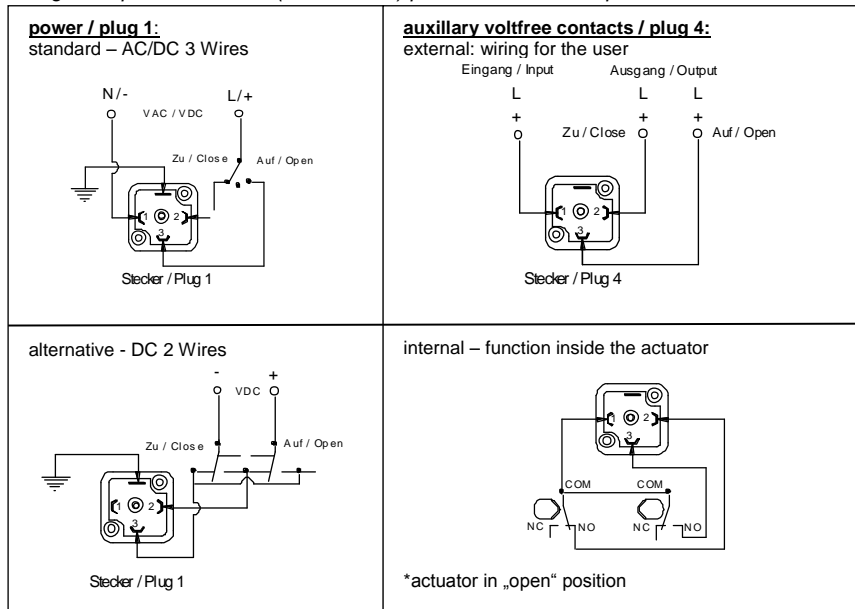 power / plug 1:
standard – AC/DC 3 Wires
N/-
L/+
VAC / VDC
Zu / Close
Auf / Open
1
2
3
Stecker / Plug 1
auxillary voltfree contacts / plug 4:
external: wiring for the user
Eingang / Input
Ausgang / Output
L
L
L
+
+
+
Zu / Close
Auf / Open
1
2
3
Stecker / Plug 4
alternative - DC 2 Wires
-
+
VDC
Zu / Close
Auf / Open
1
2
3
Stecker / Plug 1
internal – function inside the actuator
1
2
3
COM
COM
NC
NO
NC
NO
*actuator in „open“ position